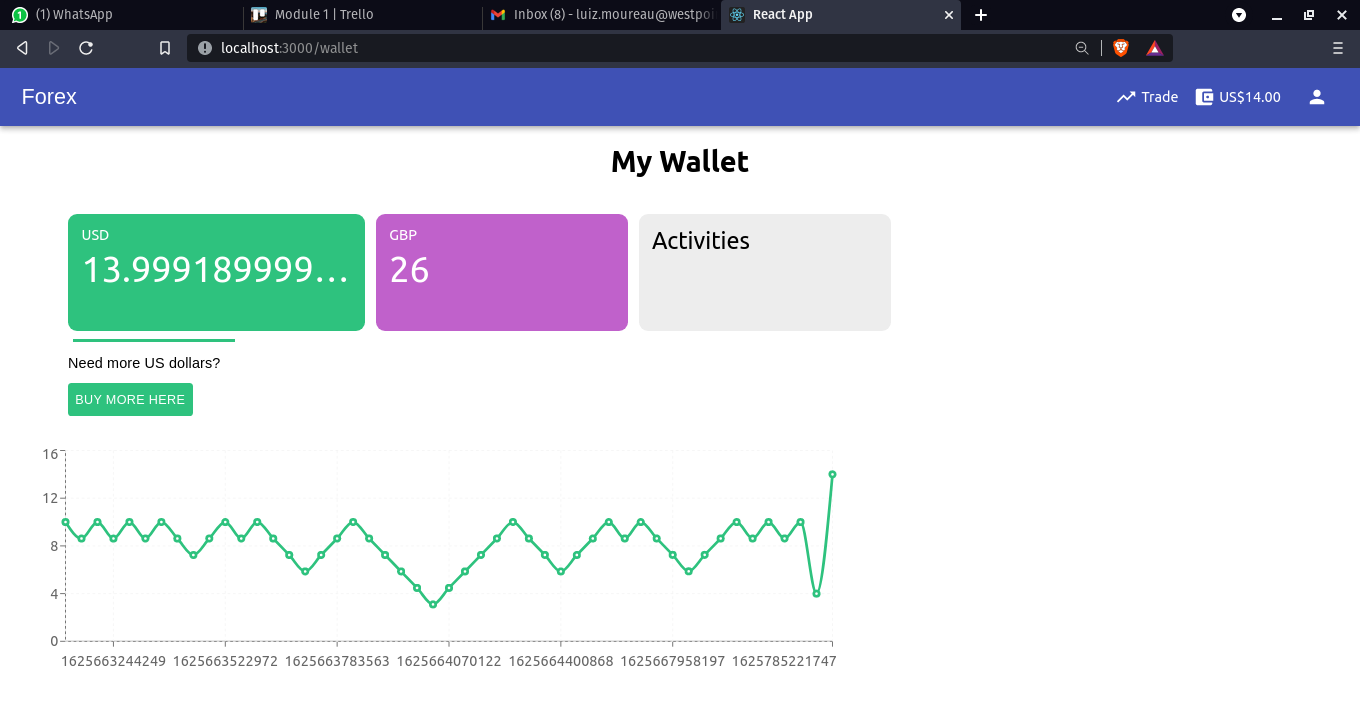 1 (1) WhatsApp
Module 1 | Trello
Inbox (8) - luiz.moureau@westpoi
React App
localhost:3000/wallet
Forex
Trade
US$14.00
My Wallet
USD
13.999189999...
GBP
26
Activities
Need more US dollars?
BUY MORE HERE
16
12
8
4
0
1625663244249 1625663522972 1625663783563 1625664070122 1625664400868 1625667958197 1625785221747